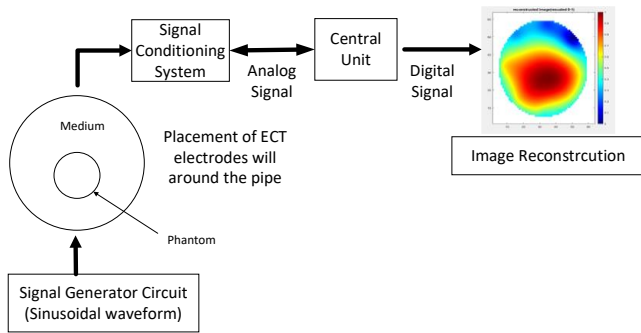 Signal
Conditioning
System
Analog
Signal
Central
Unit
Digital
Signal
Image Reconstrcution
Medium
Placement of ECT
electrodes will
around the pipe
Phantom
Signal Generator Circuit
(Sinusoidal waveform)